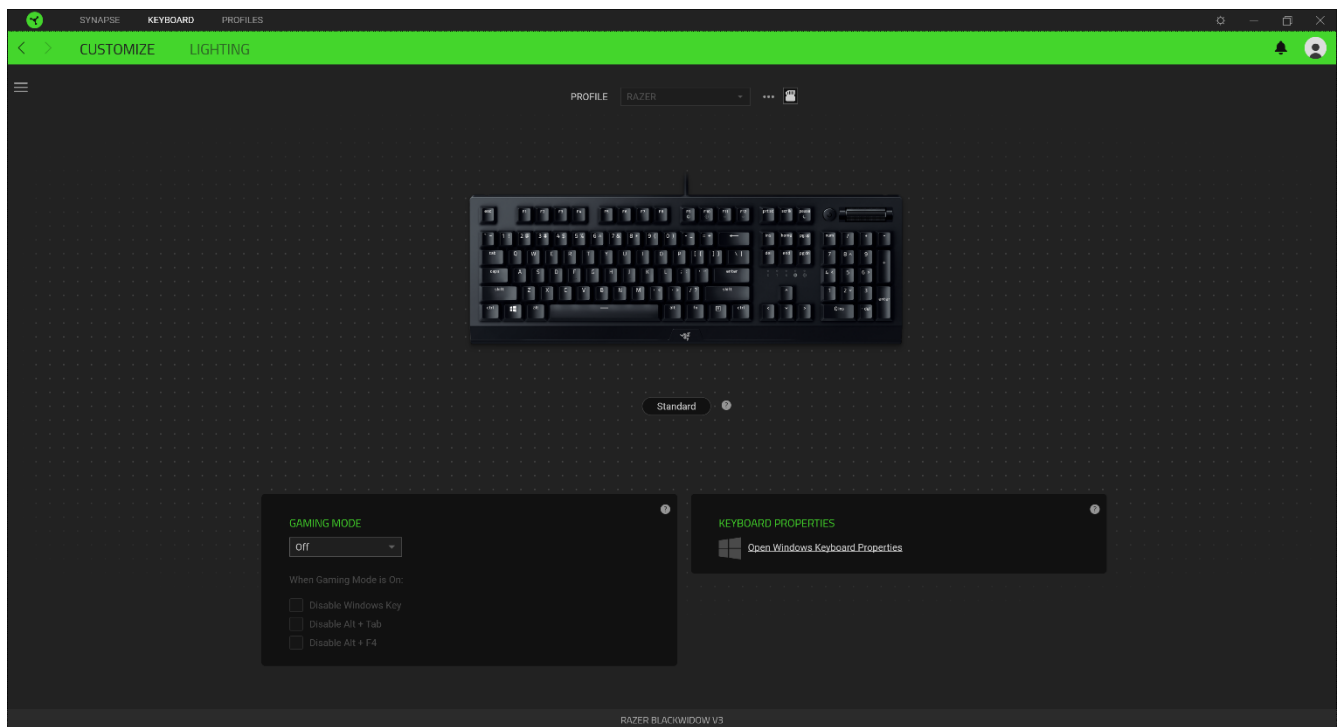 SYNAPSE KEYBOARD PROFILES
CUSTOMIZE LIGHTING
PROFILE RAZER
Standard
GAMING MODE
Off
When Gaming Mode is On:
Disable Windows Key
Disable Alt + Tab
Disable Alt + F4
KEYBOARD PROPERTIES
Open Windows Keyboard Properties
RAZER BLACKWIDOW V3